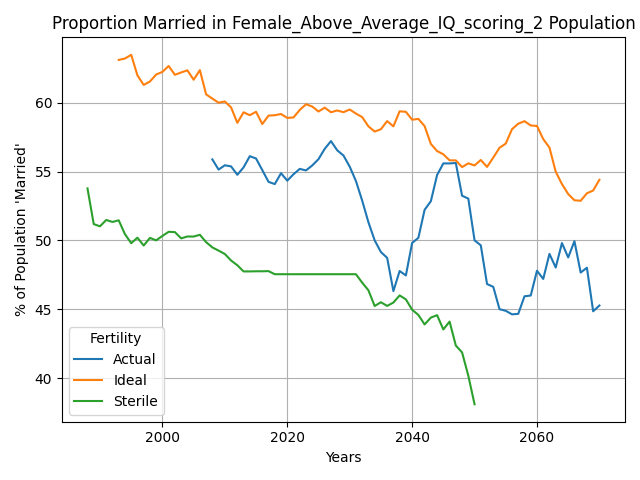 Proportion Married in Female_Above_Average_IQ_scoring_2 Population
% of Population 'Married'
60
55
50
45
40
Fertility
Actual
Ideal
Sterile
2000
2020
2040
2060
Years